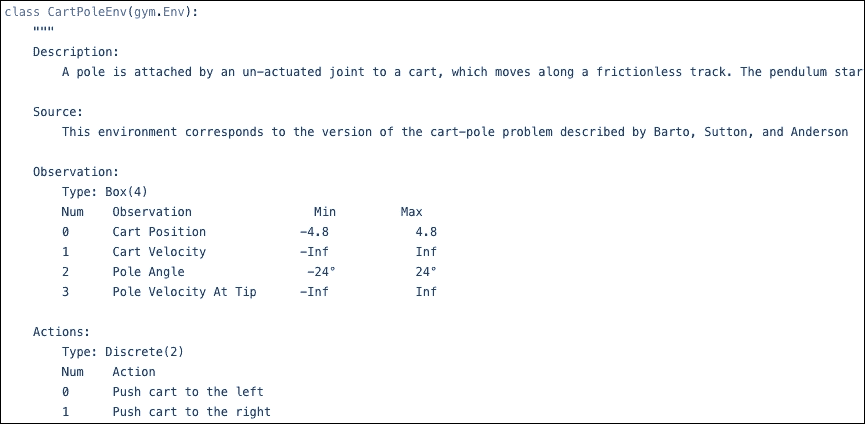 class CartPoleEnv(gym.Env):
"""
Description:
A pole is attached by an un-actuated joint to a cart, which moves along a frictionless track. The pendulum star
Source:
This environment corresponds to the version of the cart-pole problem described by Barto, Sutton, and Anderson
Observation:
Type: Box(4)
Num Observation Min Max
0 Cart Position -4.8 4.8
1 Cart Velocity -Inf Inf
2 Pole Angle -24° 24°
3 Pole Velocity At Tip -Inf Inf
Actions:
Type: Discrete(2)
Num Action
0 Push cart to the left
1 Push cart to the right